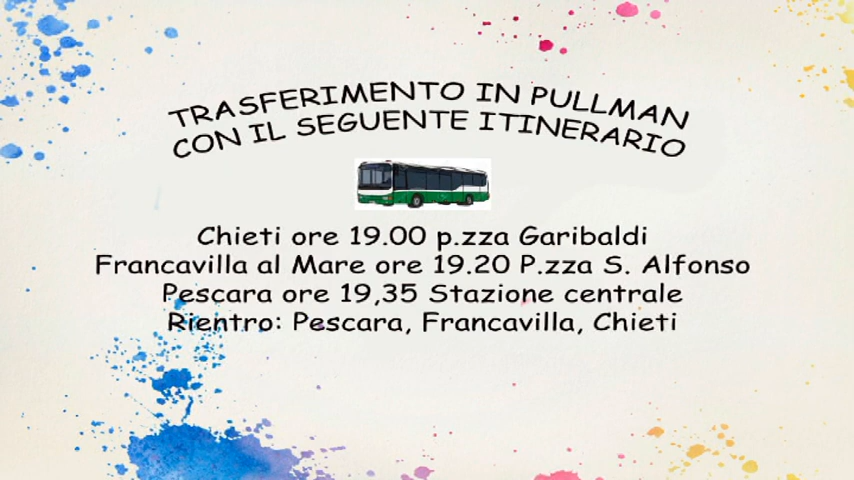 TRASFERIMENTO IN PULLMAN
CON IL SEGUENTE ITINERARIO
Chieti ore 19.00 p.zza Garibaldi
Francavilla al Mare ore 19.20 P.zza S. Alfonso
Pescara ore 19,35 Stazione centrale
Rientro: Pescara, Francavilla, Chieti